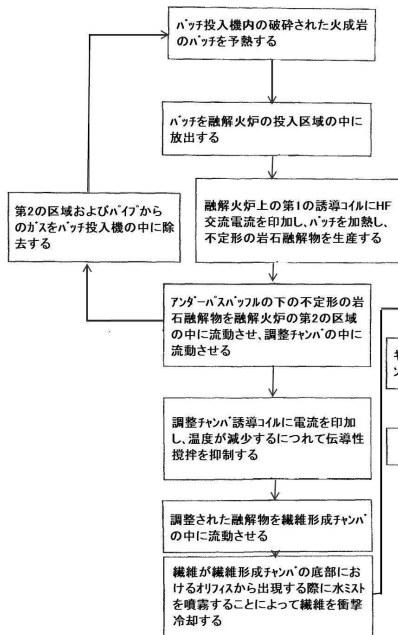 バッチ投入機内の破砕された火成岩
のバッチを予熱する
バッチを融解火炉の投入区域の中に
放出する
融解火炉上の第1の誘導コイルにHF
交流電流を印加し、バッチを加熱し、
不定形の岩石融解物を生産する
第2の区域およびパイプから
のガスをバッチ投入機の中に除
去する
アンダーパスバッフルの下の不定形の岩
石融解物を融解火炉の第2の区域
の中に流動させ、調整チャンバの中に
流動させる
調整チャンバ誘導コイルに電流を印加
し、温度が減少するにつれて伝導性
撹拌を抑制する
調整された融解物を繊維形成チャンバ
の中に流動させる
繊維が繊維形成チャンバの底部にお
けるオリフィスから出現する際に水ミスト
を噴霧することによって繊維を衝撃
冷却する